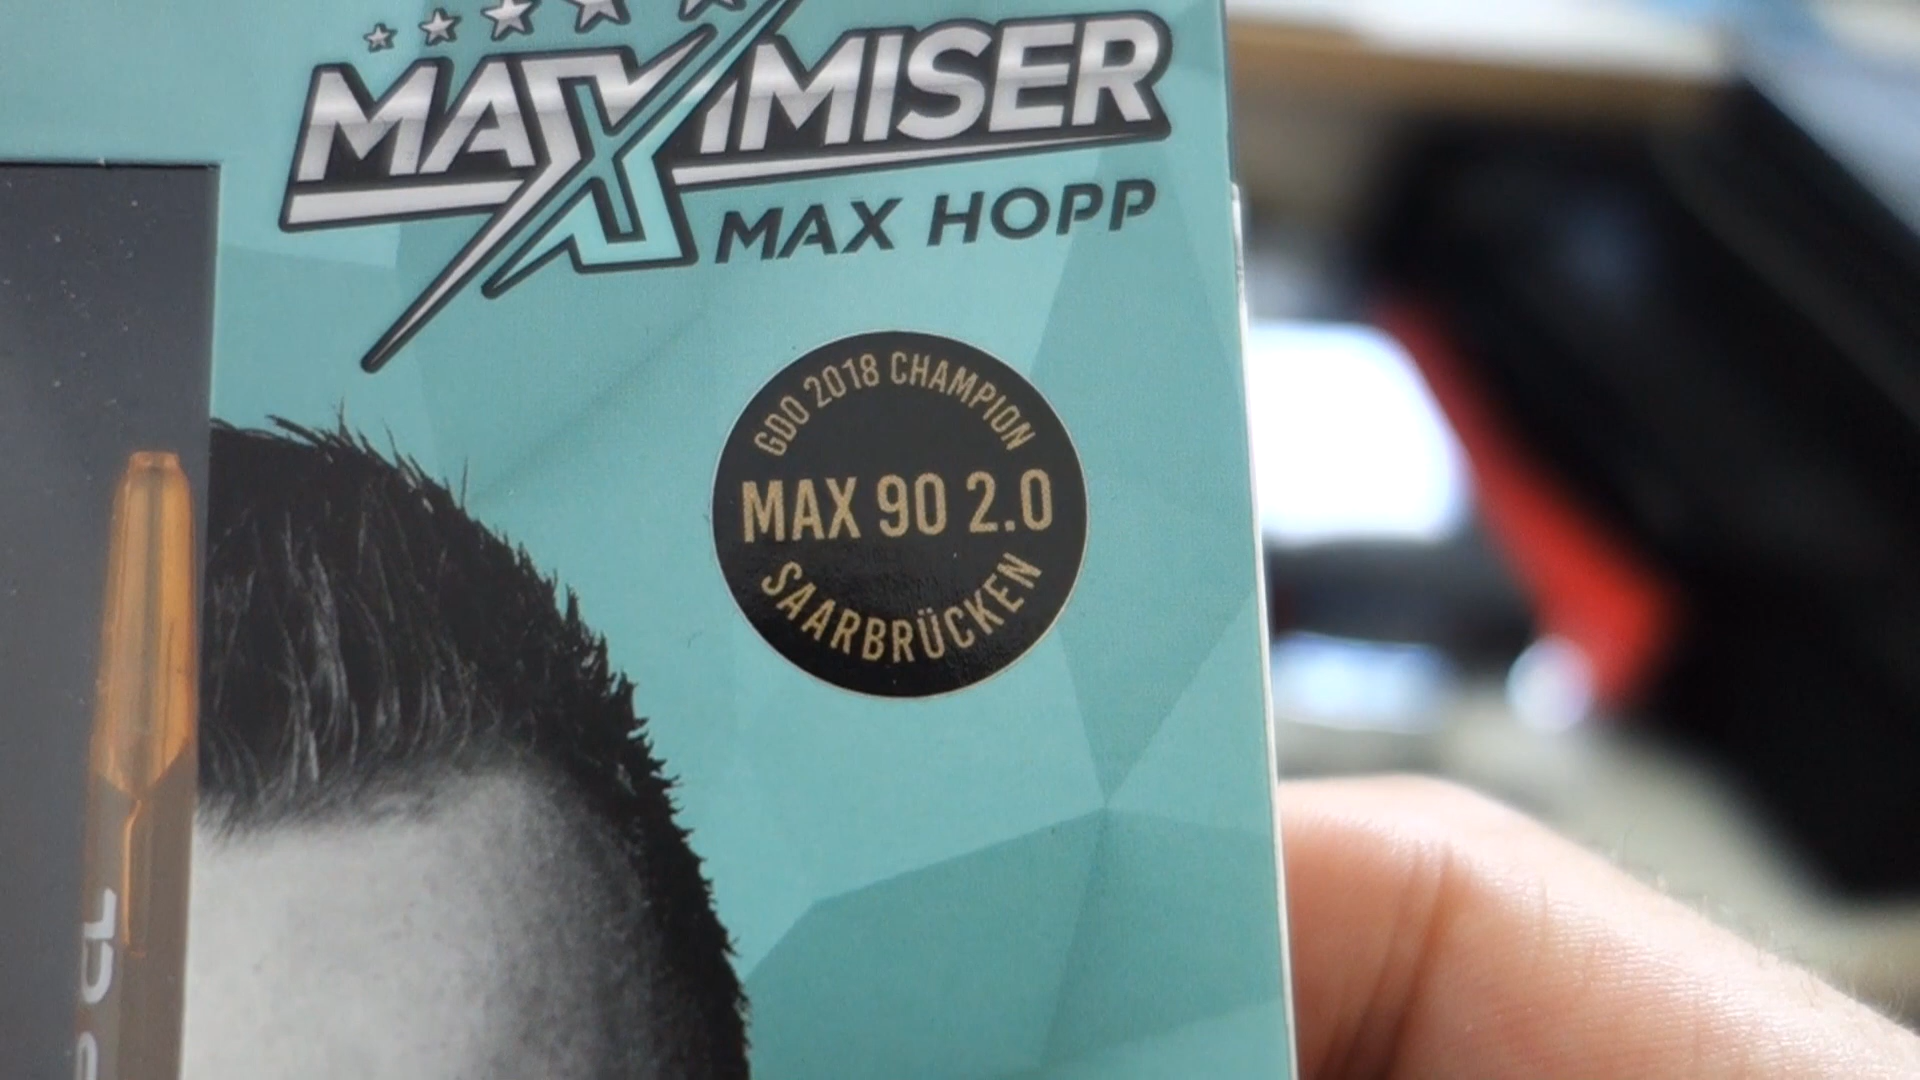 MAXIMISER
MAX HOPP
GDO 2018 CHAMPION
MAX 90 2.0
SAARBRÜCKEN